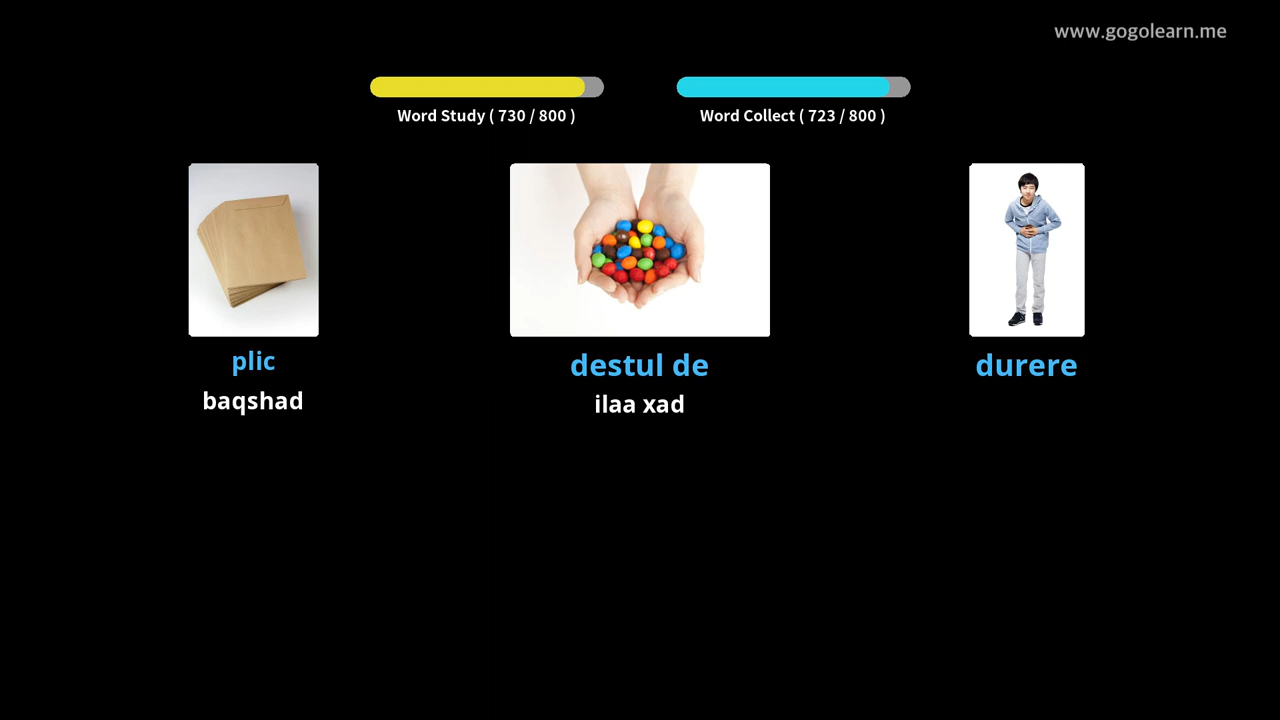 www.gogolearn.me
Word Study ( 730 / 800 )
Word Collect ( 723 / 800 )
plic
baqshad
destul de
ilaa xad
durere